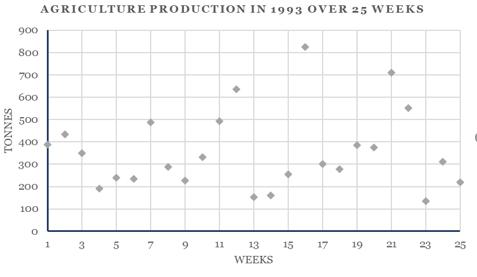 AGRICULTURE PRODUCTION IN 1993 OVER 25 WEEKS
900
800
700
600
500
400
300
200
100
0
TONNES
1 3 5 7 9 11 13 15 17 19 21 23 25
WEEKS